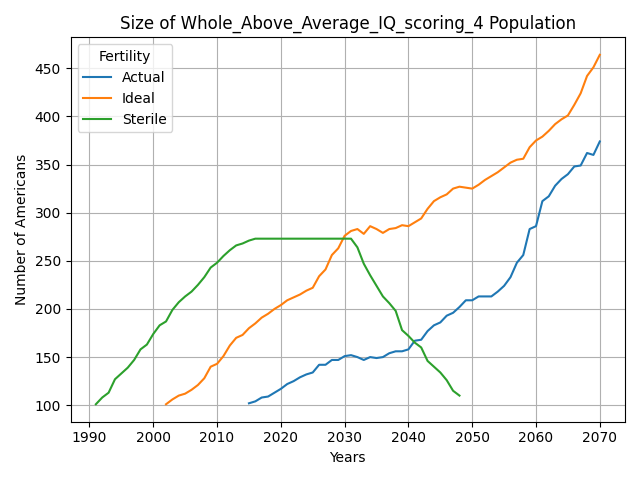 Size of Whole_Above_Average_IQ_scoring_4 Population
Fertility
Actual
Ideal
Sterile
Number of Americans
450
400
350
300
250
200
150
100
1990 2000 2010 2020 2030 2040 2050 2060 2070
Years